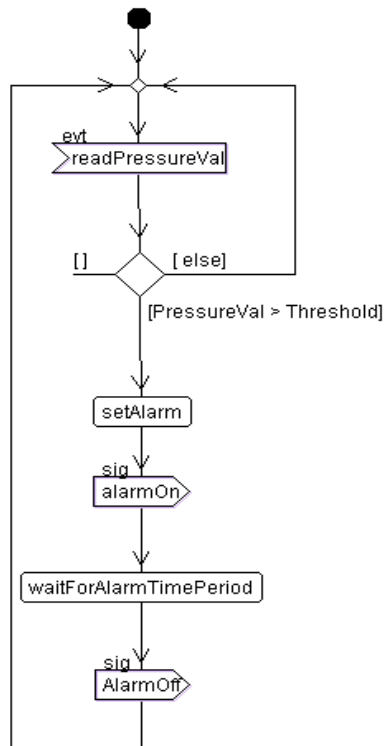 evt
readPressureVal
[ ]
[ else]
[PressureVal > Threshold]
setAlarm
sig
alarmOn
waitForAlarmTimePeriod
sig
AlarmOff